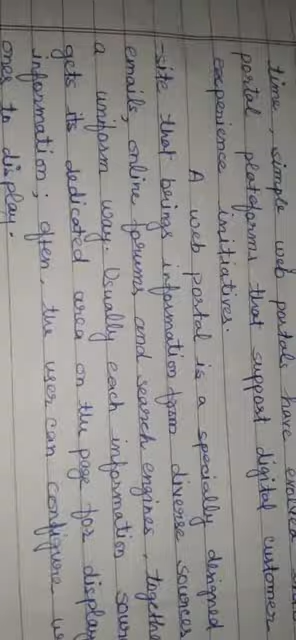 time, simple web portals have evolved
portal plateforms that support digital customer
experience initiatives.
A web portal is a specially designed
-site that brings information from diverse sources
emails, online forums and search engines, togethe
a uniform way. Usually each information sour
gets its dedicated area on the page for display
information; often, the user can configure w
ones to display.